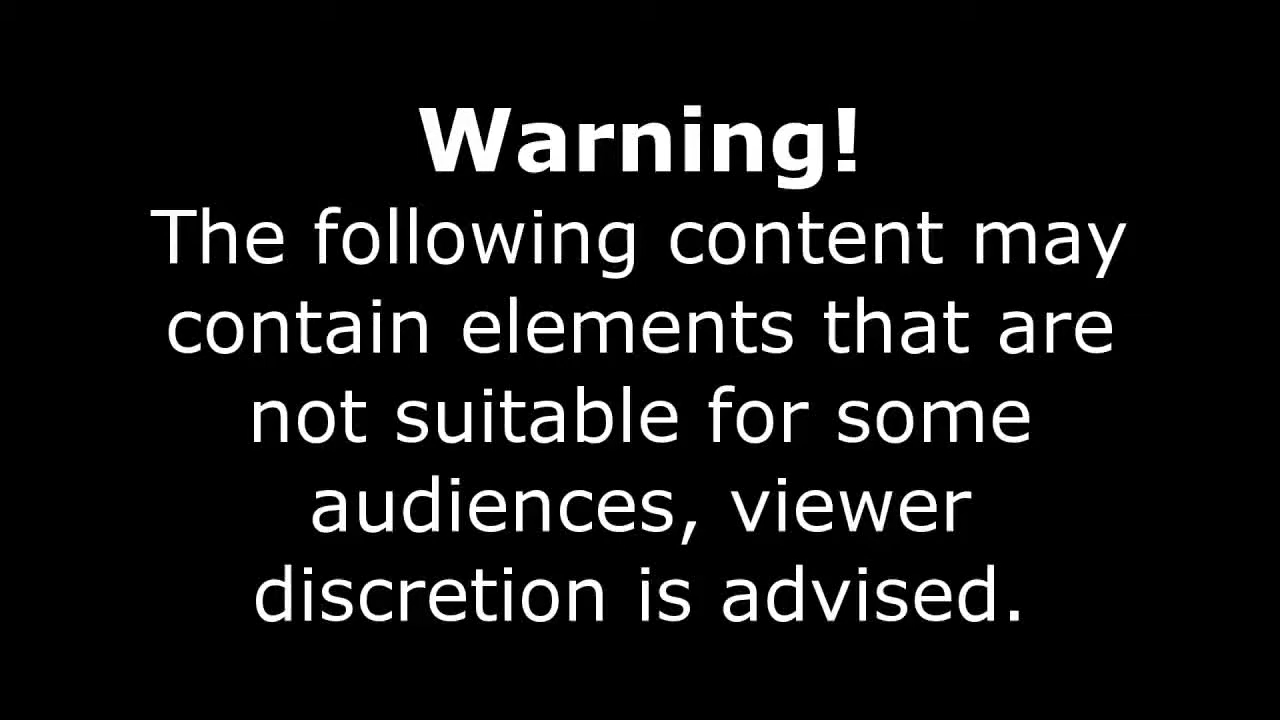 Warning!
The following content may
contain elements that are
not suitable for some
audiences, viewer
discretion is advised.